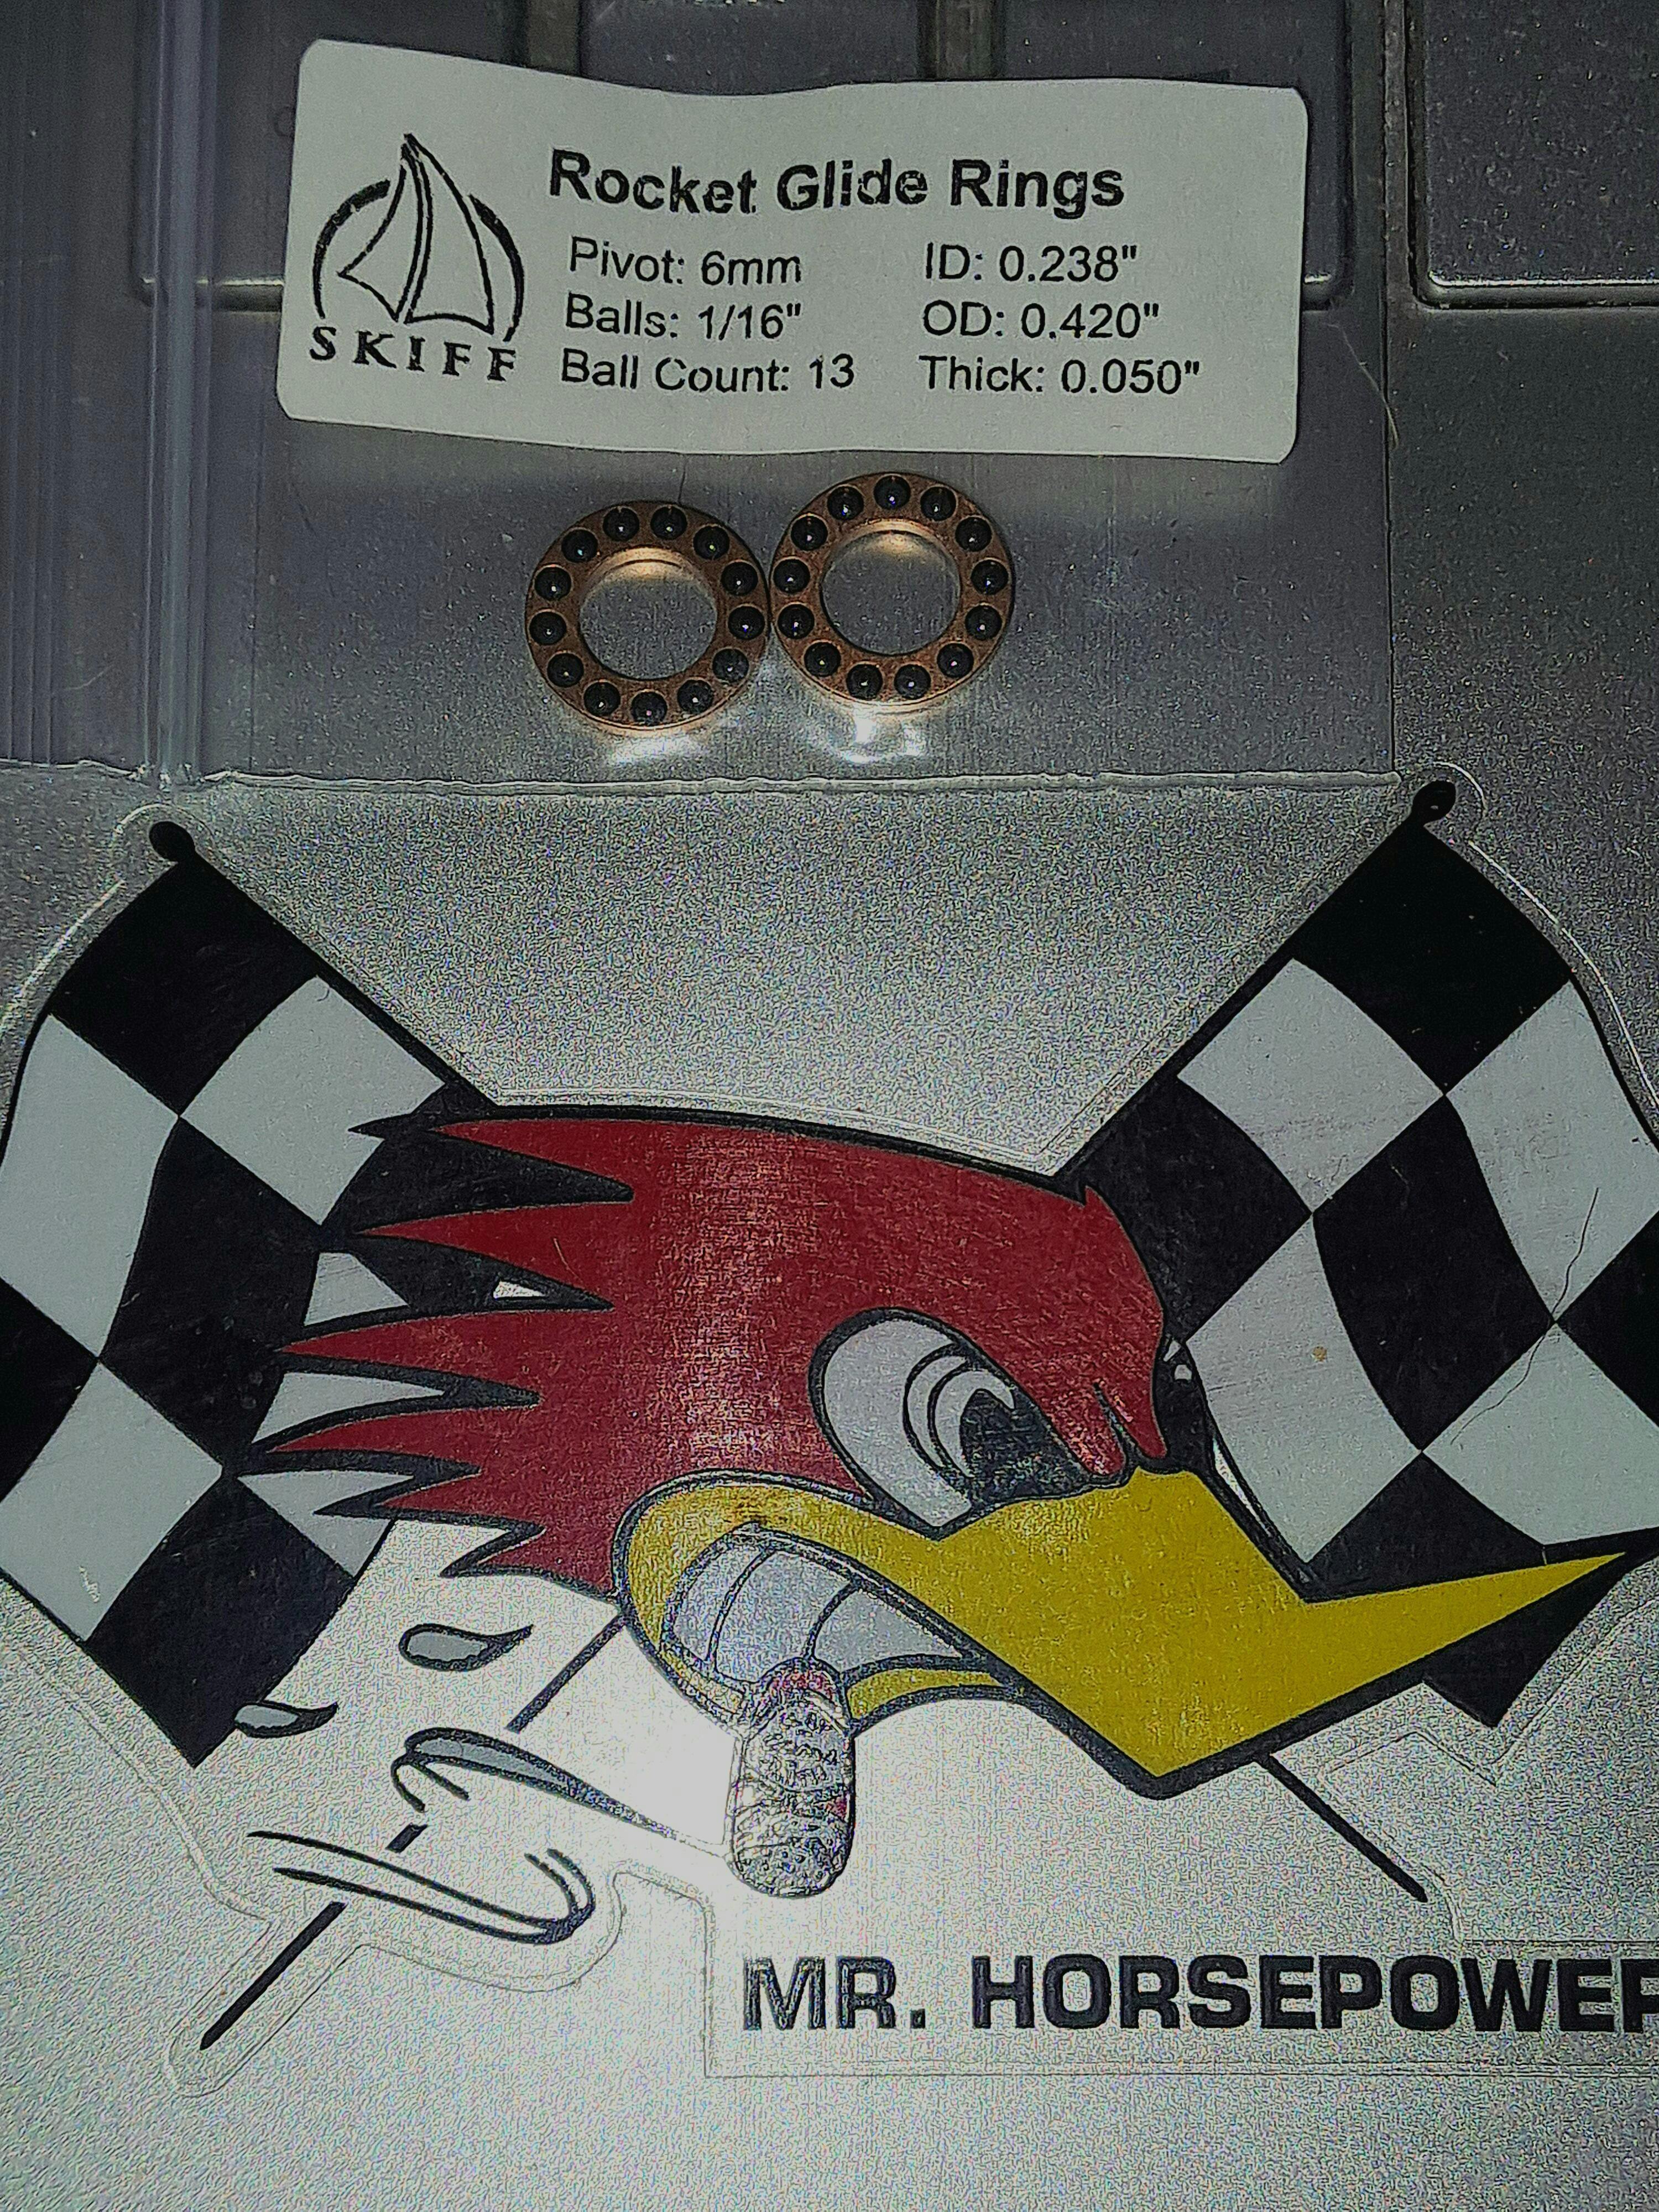 Rocket Glide Rings
SKIFF
Pivot: 6mm
ID: 0.238"
Balls: 1/16"
OD: 0.420"
Ball Count: 13
Thick: 0.050"
MR. HORSEPOWER